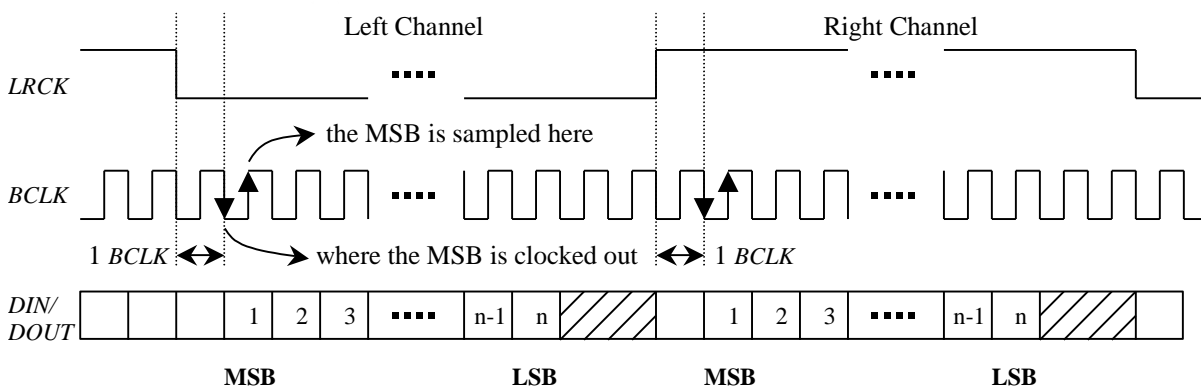 Left Channel Right Channel
LRCK
the MSB is sampled here
BCLK
1 BCLK where the MSB is clocked out 1 BCLK
DIN/
DOUT
1 2 3 n-1 n 1 2 3 n-1 n
MSB LSB MSB LSB